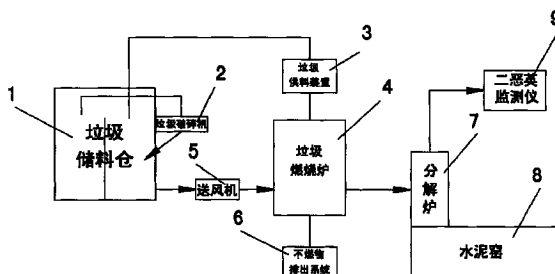 1
垃圾
储料仓
2
垃圾破碎机
3
垃圾
供料装置
4
垃圾
燃烧炉
5
送风机
6
不燃物
排出系统
7
分
解
炉
8
水泥窑
9
二恶英
监测仪